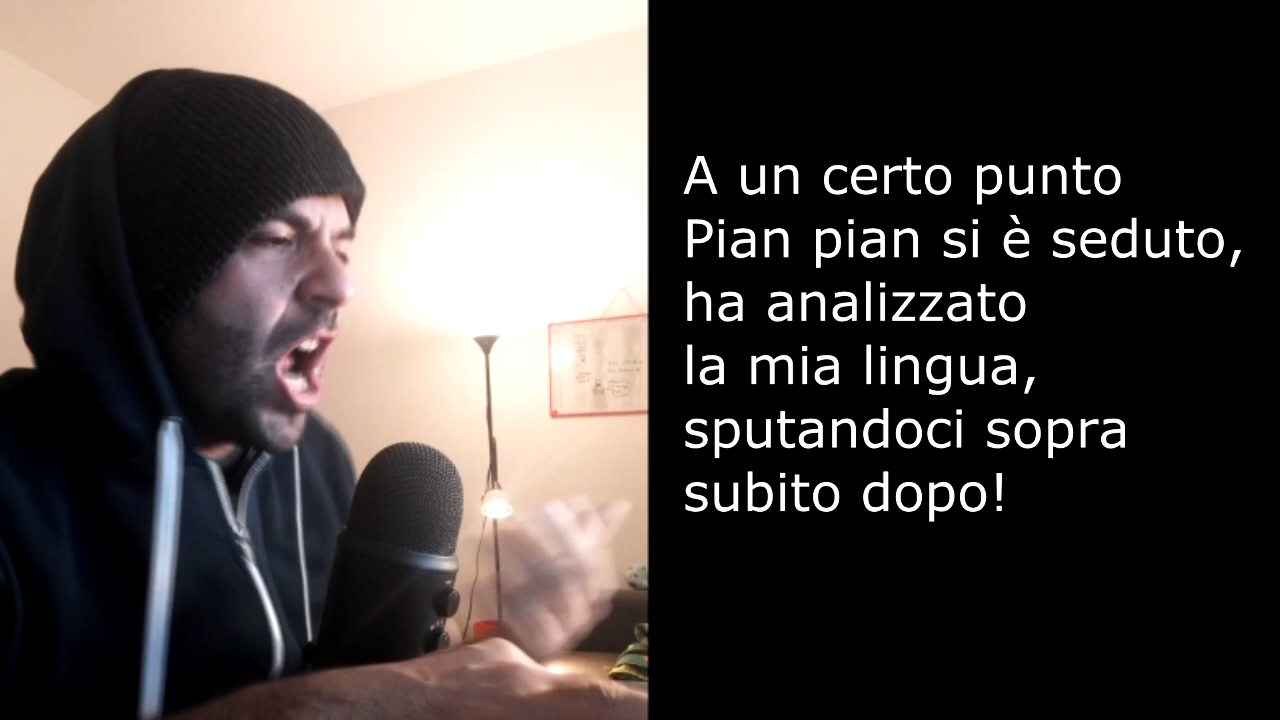 A un certo punto
Pian pian si è seduto,
ha analizzato
la mia lingua,
sputandoci sopra
subito dopo!